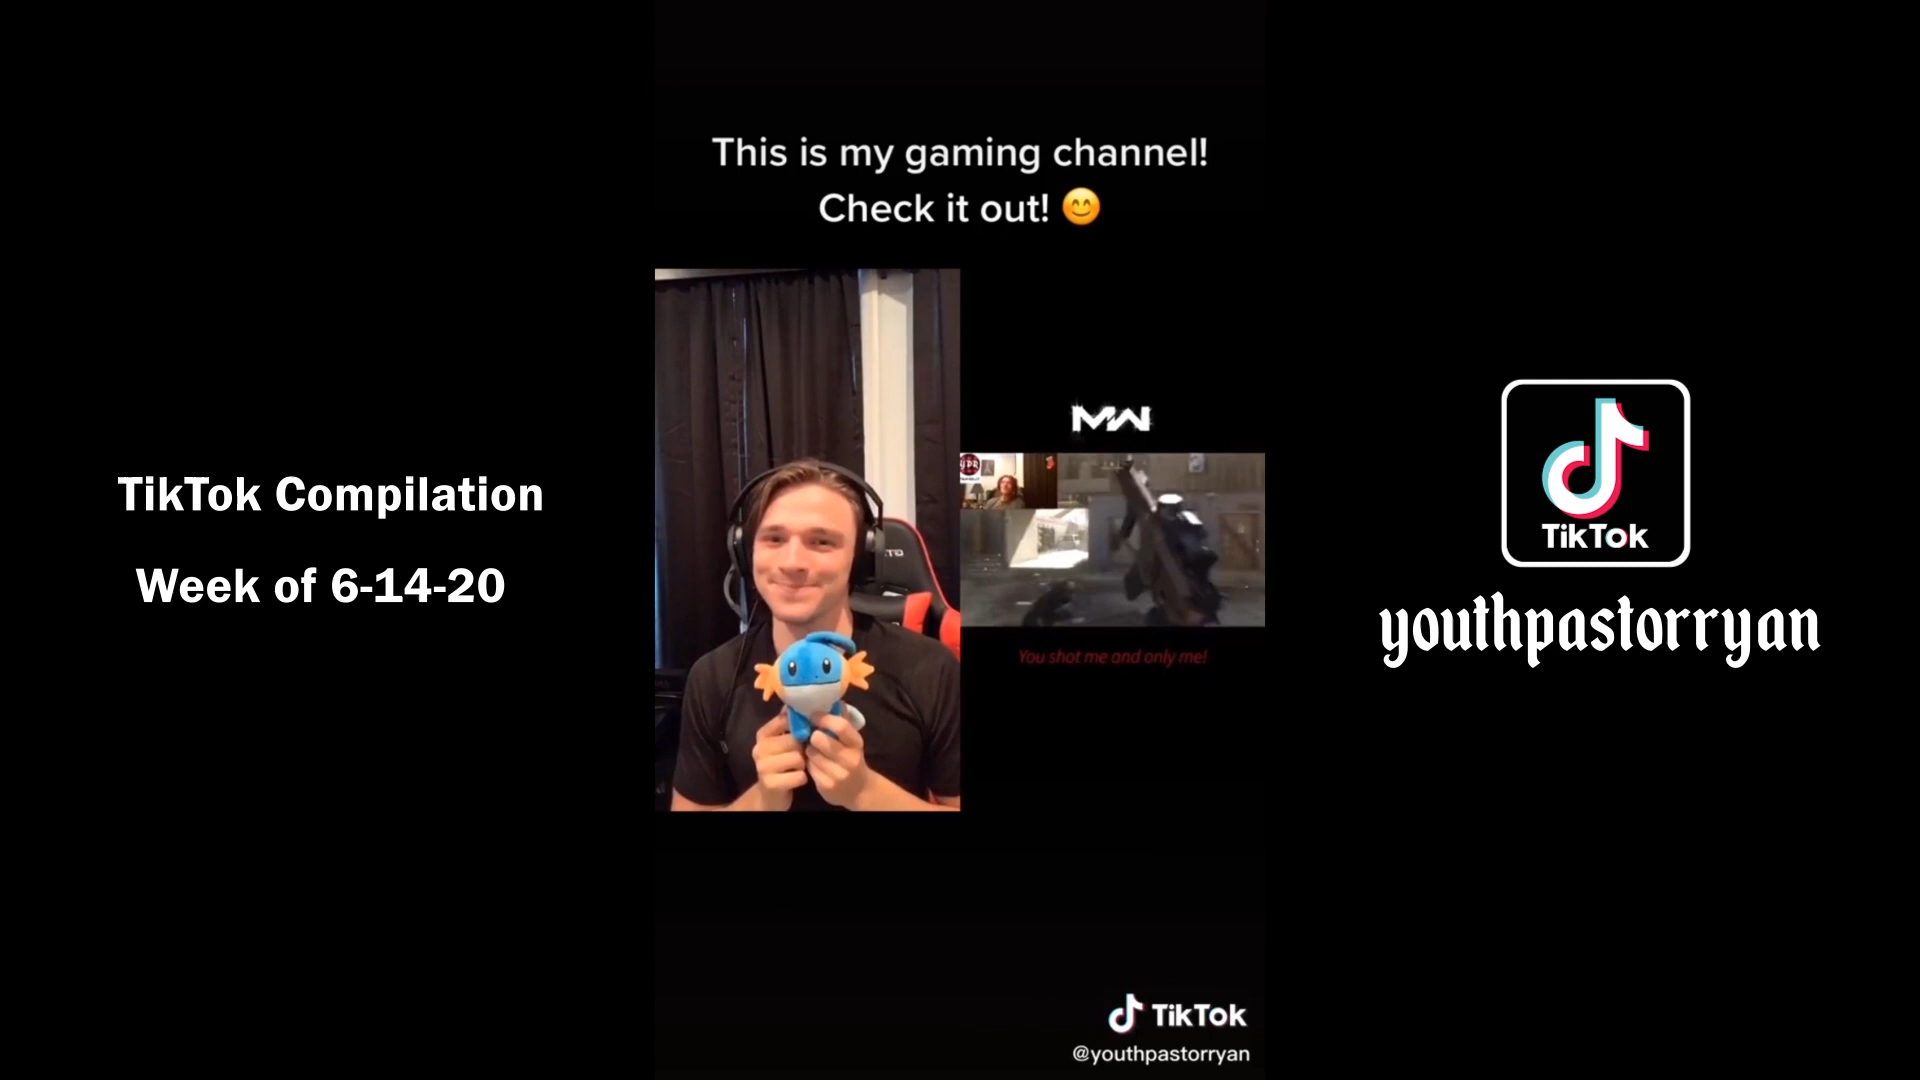 This is my gaming channel!
Check it out! 😊
TikTok Compilation
Week of 6-14-20
MW
YPR
You shot me and only me!
TikTok
youthpastorryan
TikTok
@youthpastorryan